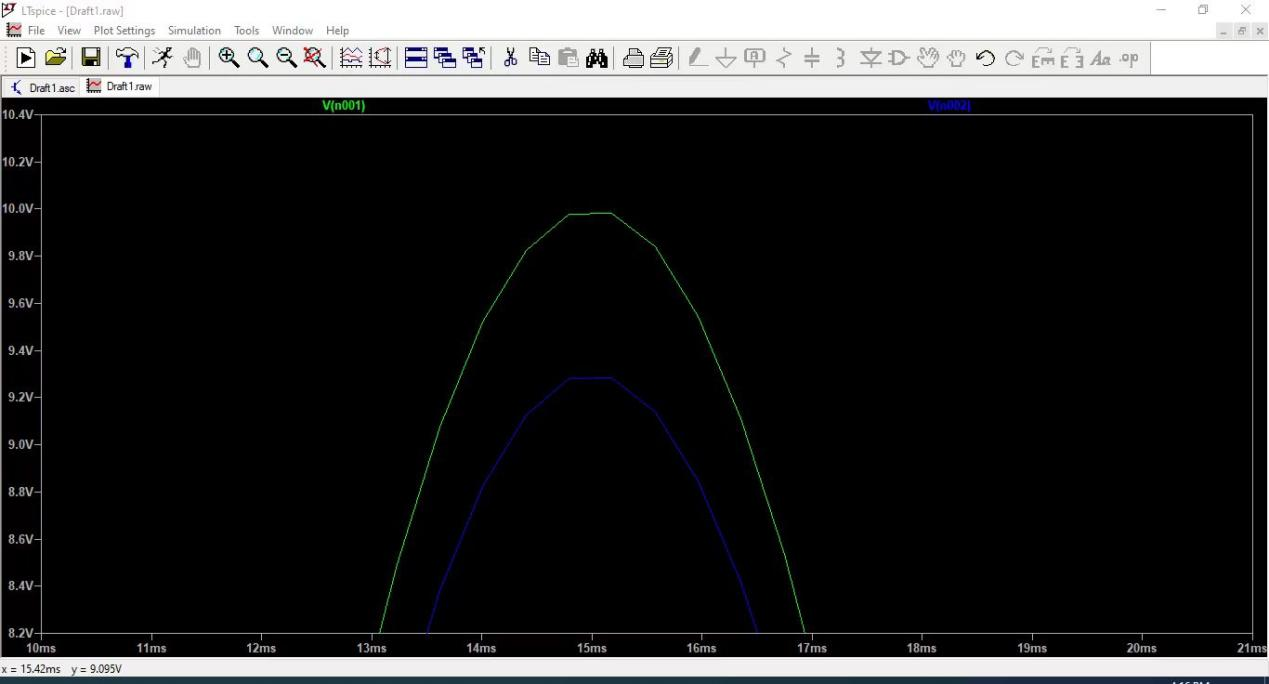 LTspice - [Draft1.raw]
File View Plot Settings Simulation Tools Window Help
Draft1.asc Draft1.raw
V(n001) V(n002)
10.4V
10.2V
10.0V
9.8V
9.6V
9.4V
9.2V
9.0V
8.8V
8.6V
8.4V
8.2V
10ms 11ms 12ms 13ms 14ms 15ms 16ms 17ms 18ms 19ms 20ms 21ms
x = 15.42ms y = 9.095V